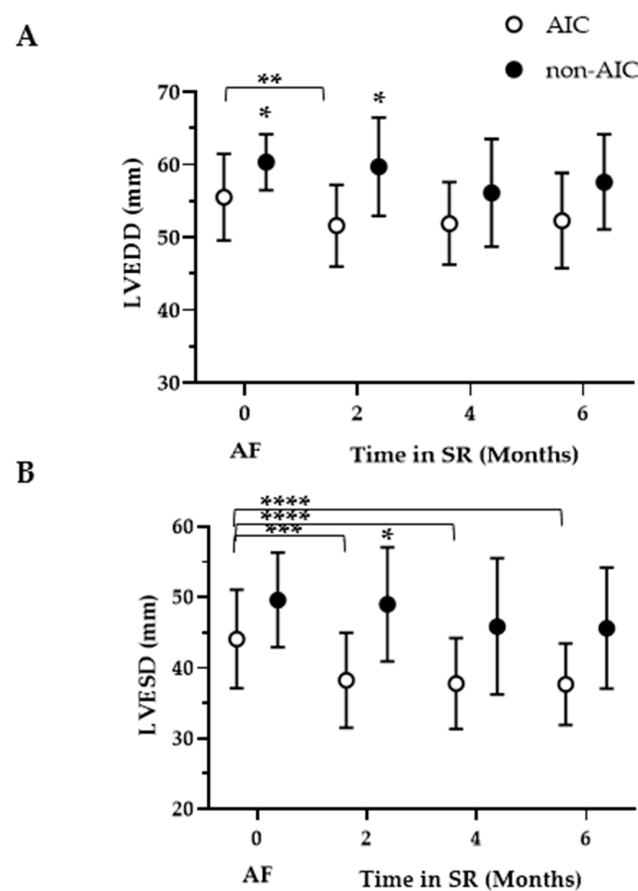 A
AIC
non-AIC
70
60
50
40
30
LVEDD (mm)
**
*
*
0
2
4
6
AF
Time in SR (Months)
B
60
50
40
30
20
LVESD (mm)
****
****
***
*
0
2
4
6
AF
Time in SR (Months)